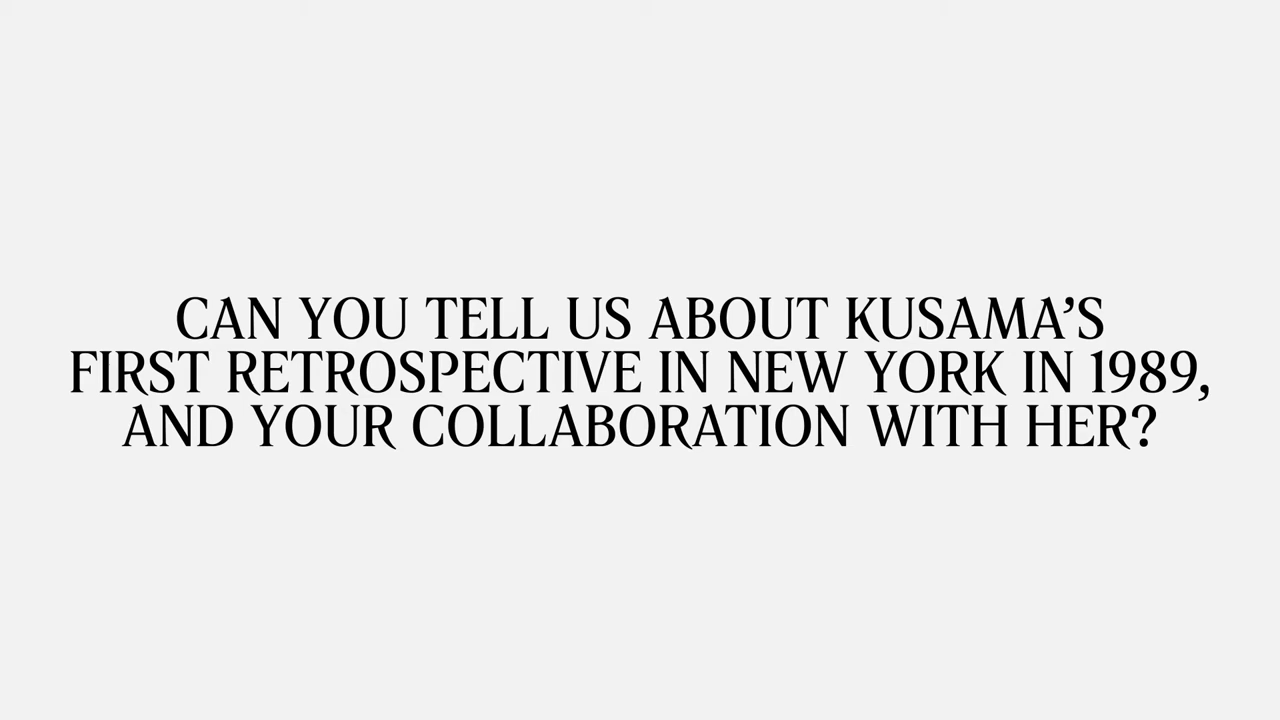 CAN YOU TELL US ABOUT KUSAMA’S
FIRST RETROSPECTIVE IN NEW YORK IN 1989,
AND YOUR COLLABORATION WITH HER?